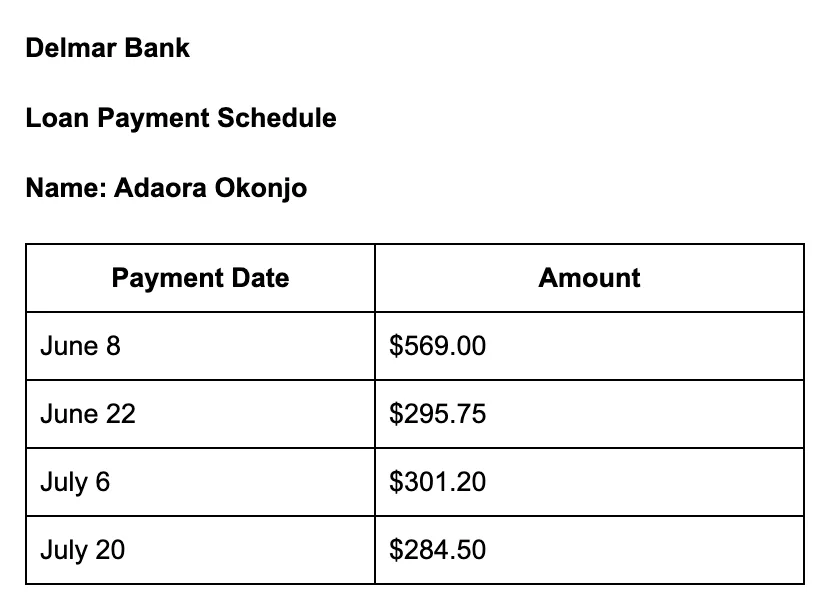 Delmar Bank
Loan Payment Schedule
Name: Adaora Okonjo
Payment Date Amount
June 8 $569.00
June 22 $295.75
July 6 $301.20
July 20 $284.50